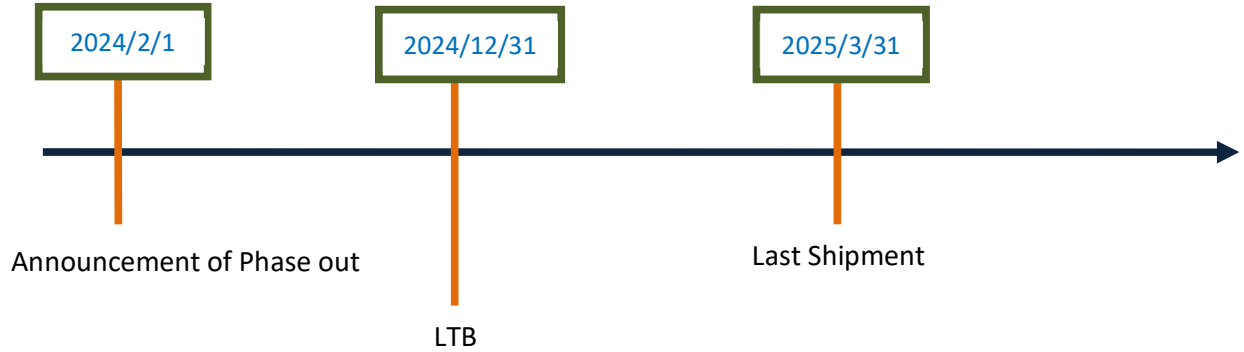 2024/2/1
2024/12/31
2025/3/31
Announcement of Phase out
Last Shipment
LTB